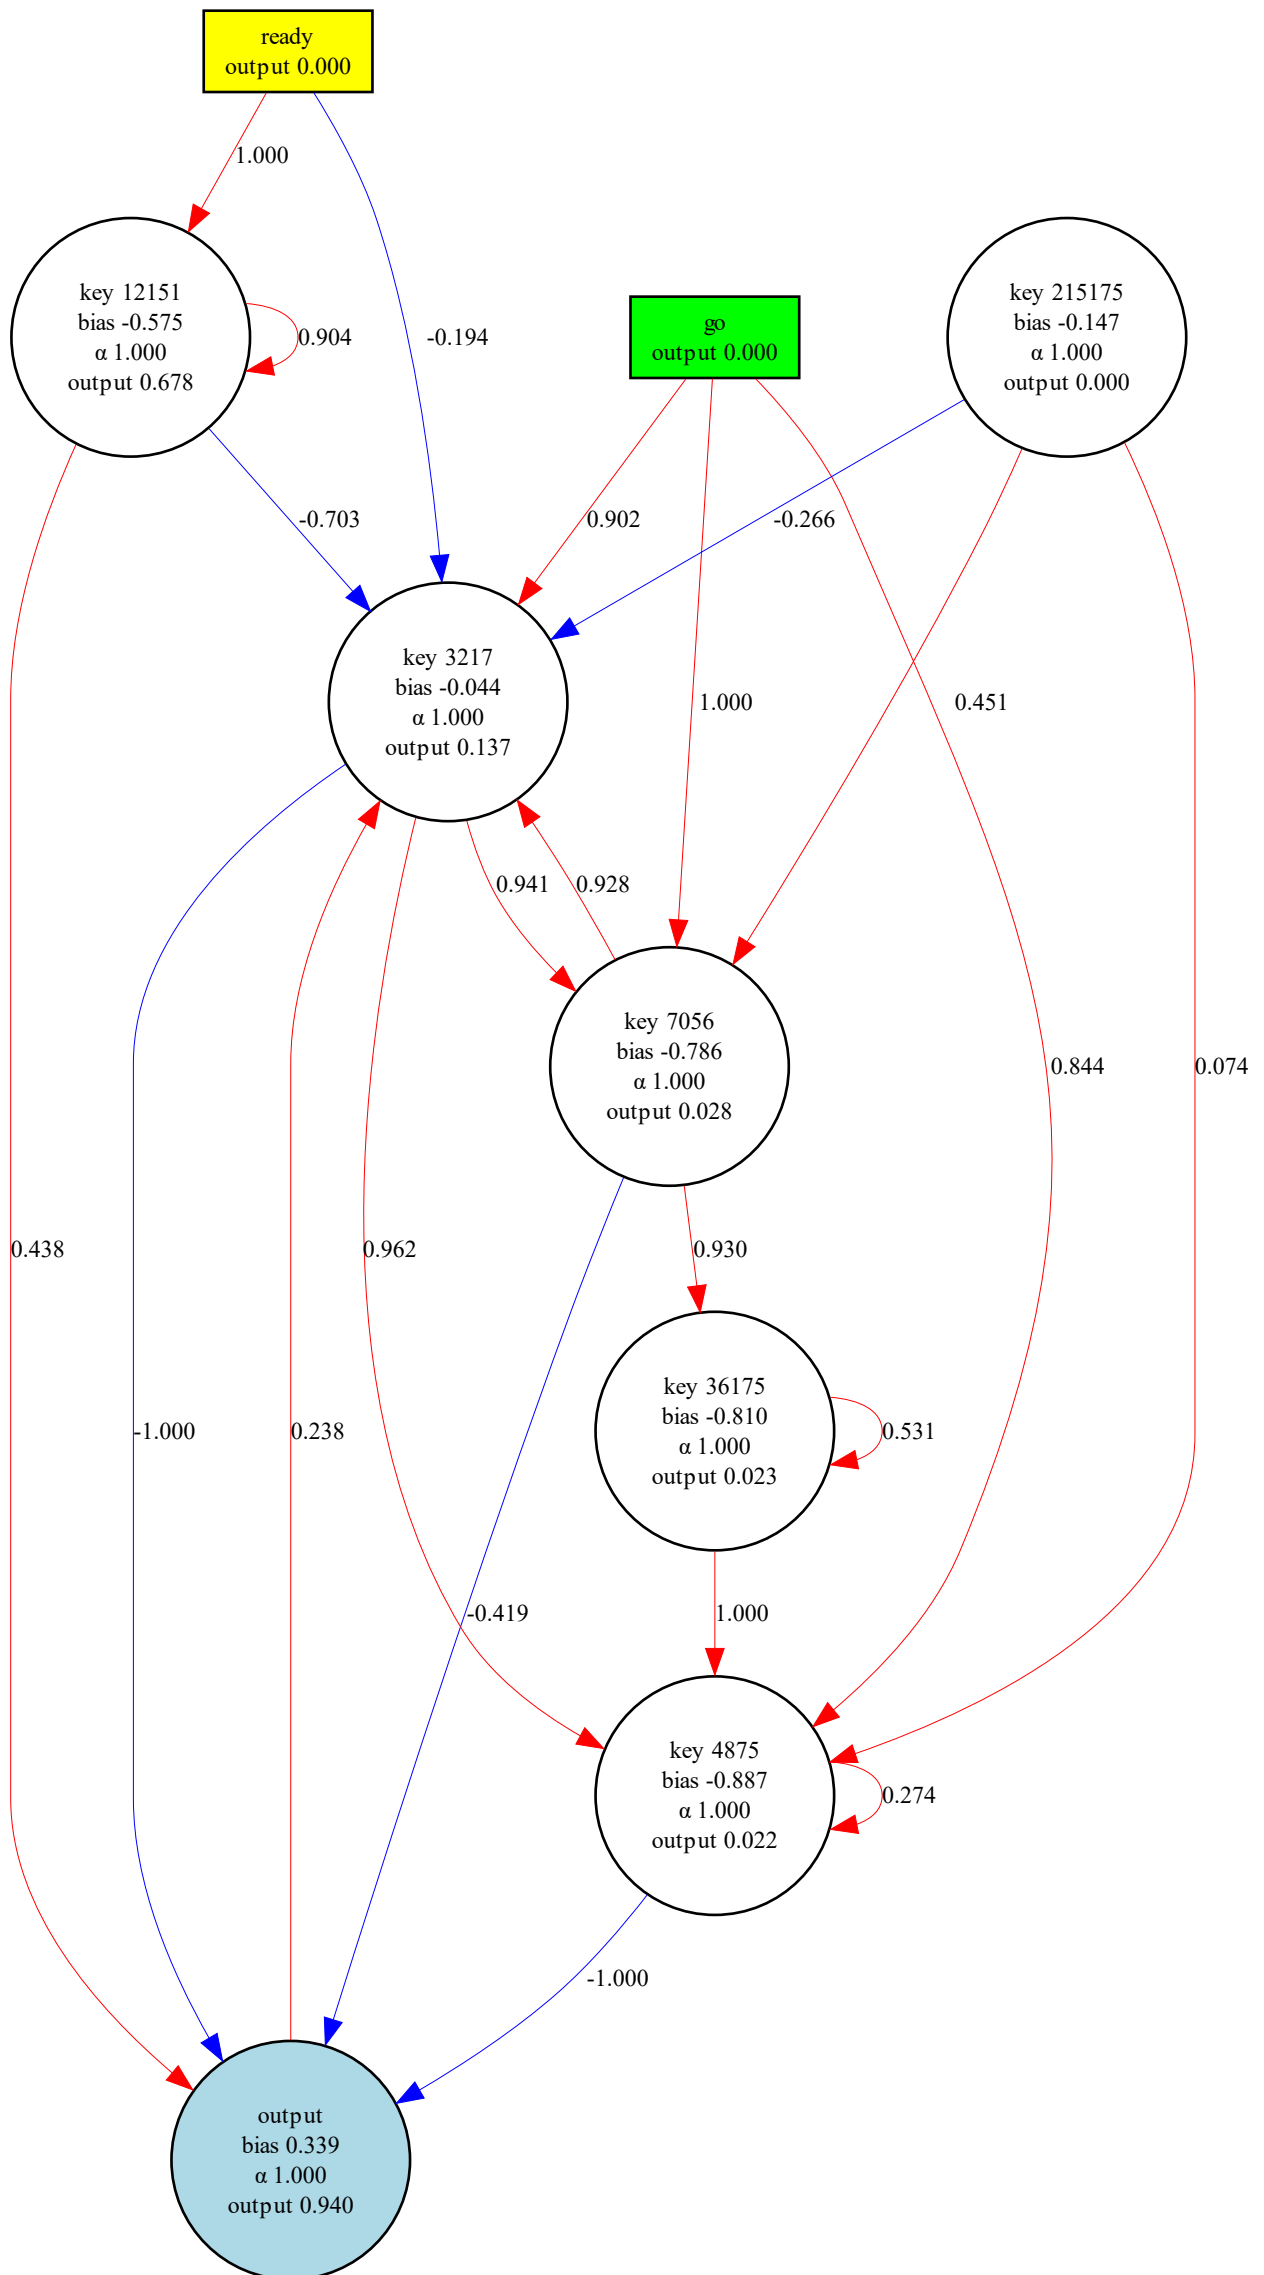 ready
output 0.000
1.000
key 12151
bias -0.575
α 1.000
output 0.678
0.904
-0.194
go
output 0.000
key 215175
bias -0.147
α 1.000
output 0.000
-0.703
0.902
-0.266
key 3217
bias -0.044
α 1.000
output 0.137
1.000
0.451
0.941
0.928
key 7056
bias -0.786
α 1.000
output 0.028
0.844
0.074
0.438
0.962
0.930
key 36175
bias -0.810
α 1.000
output 0.023
0.531
-1.000
0.238
-0.419
1.000
key 4875
bias -0.887
α 1.000
output 0.022
0.274
-1.000
output
bias 0.339
α 1.000
output 0.940